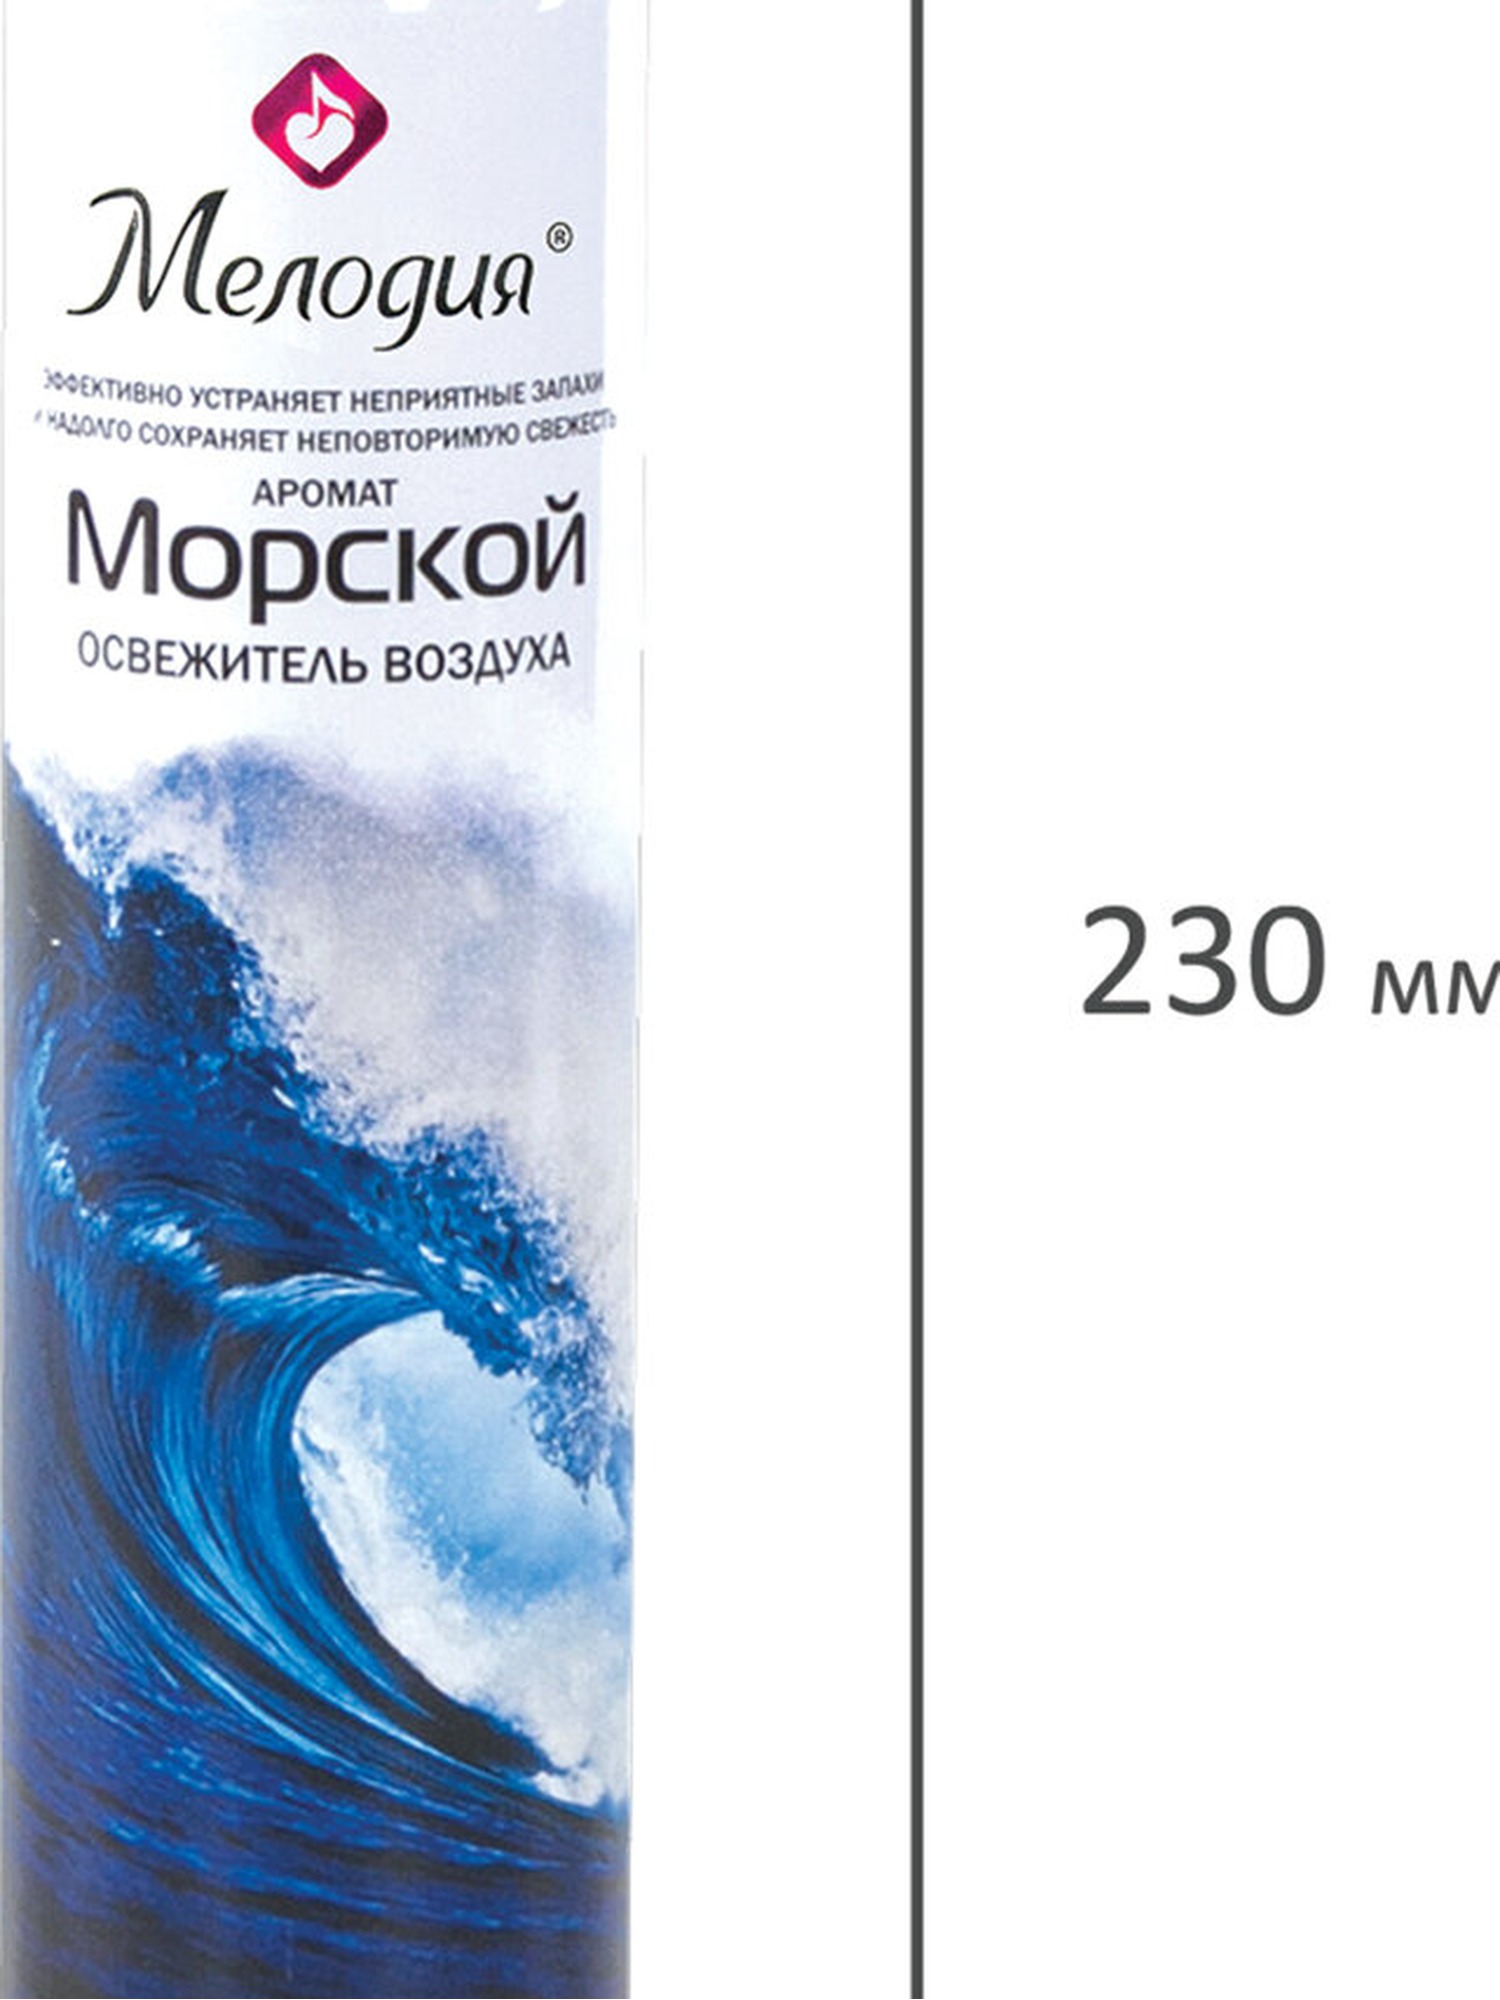 Мелодия®
ЭФФЕКТИВНО УСТРАНЯЕТ НЕПРИЯТНЫЕ ЗАПАХИ
И НАДОЛГО СОХРАНЯЕТ НЕПОВТОРИМУЮ СВЕЖЕСТЬ
АРОМАТ
Морской
ОСВЕЖИТЕЛЬ ВОЗДУХА
230 мм